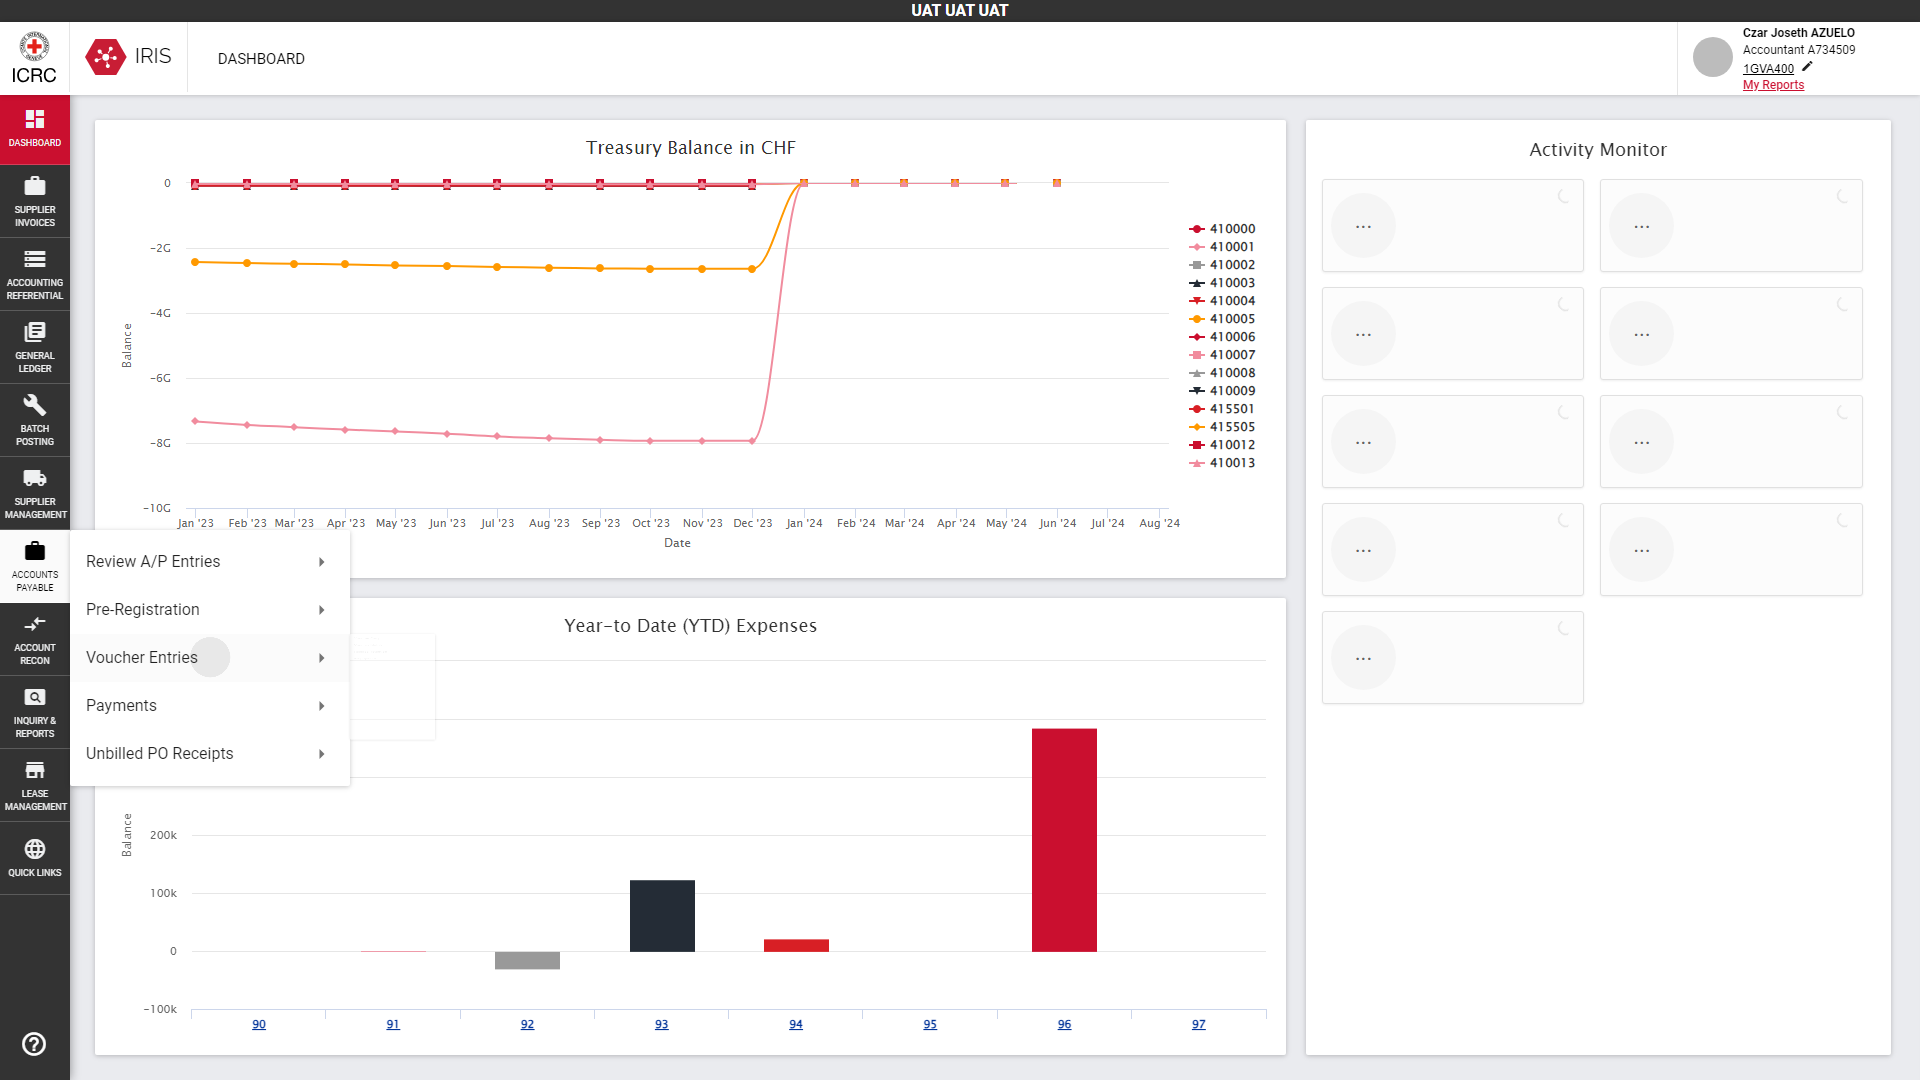 UAT UAT UAT
ICRC
IRIS
DASHBOARD
Czar Joseth AZUELO
Accountant A734509
1GVA400
My Reports
DASHBOARD
SUPPLIER
INVOICES
ACCOUNTING
REFERENTIAL
GENERAL
LEDGER
BATCH
POSTING
SUPPLIER
MANAGEMENT
ACCOUNTS
PAYABLE
ACCOUNT
RECON
INQUIRY &
REPORTS
LEASE
MANAGEMENT
QUICK LINKS
Review A/P Entries
Pre-Registration
Voucher Entries
Payments
Unbilled PO Receipts
Treasury Balance in CHF
0
-2G
-4G
-6G
-8G
-10G
Balance
Jan '23 Feb '23 Mar '23 Apr '23 May '23 Jun '23 Jul '23 Aug '23 Sep '23 Oct '23 Nov '23 Dec '23 Jan '24 Feb '24 Mar '24 Apr '24 May '24 Jun '24 Jul '24 Aug '24
Date
410000
410001
410002
410003
410004
410005
410006
410007
410008
410009
415501
415505
410012
410013
Year-to Date (YTD) Expenses
Balance
200k
100k
0
-100k
90 91 92 93 94 95 96 97
Activity Monitor
... ...
... ...
... ...
... ...
...